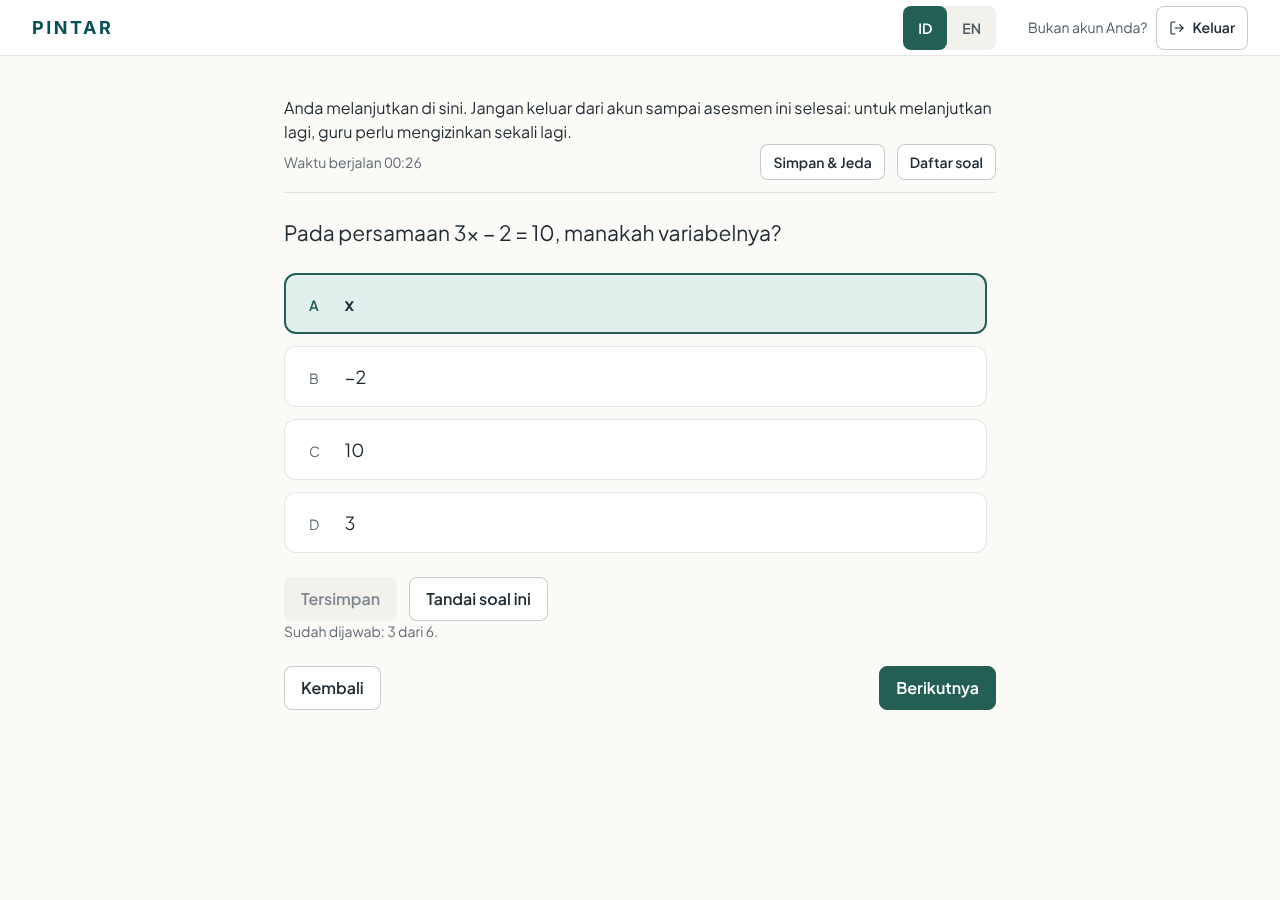 PINTAR
ID EN Bukan akun Anda? Keluar
Anda melanjutkan di sini. Jangan keluar dari akun sampai asesmen ini selesai: untuk melanjutkan
lagi, guru perlu mengizinkan sekali lagi.
Waktu berjalan 00:26 Simpan & Jeda Daftar soal
Pada persamaan 3× − 2 = 10, manakah variabelnya?
A x
B −2
C 10
D 3
Tersimpan Tandai soal ini
Sudah dijawab: 3 dari 6.
Kembali Berikutnya